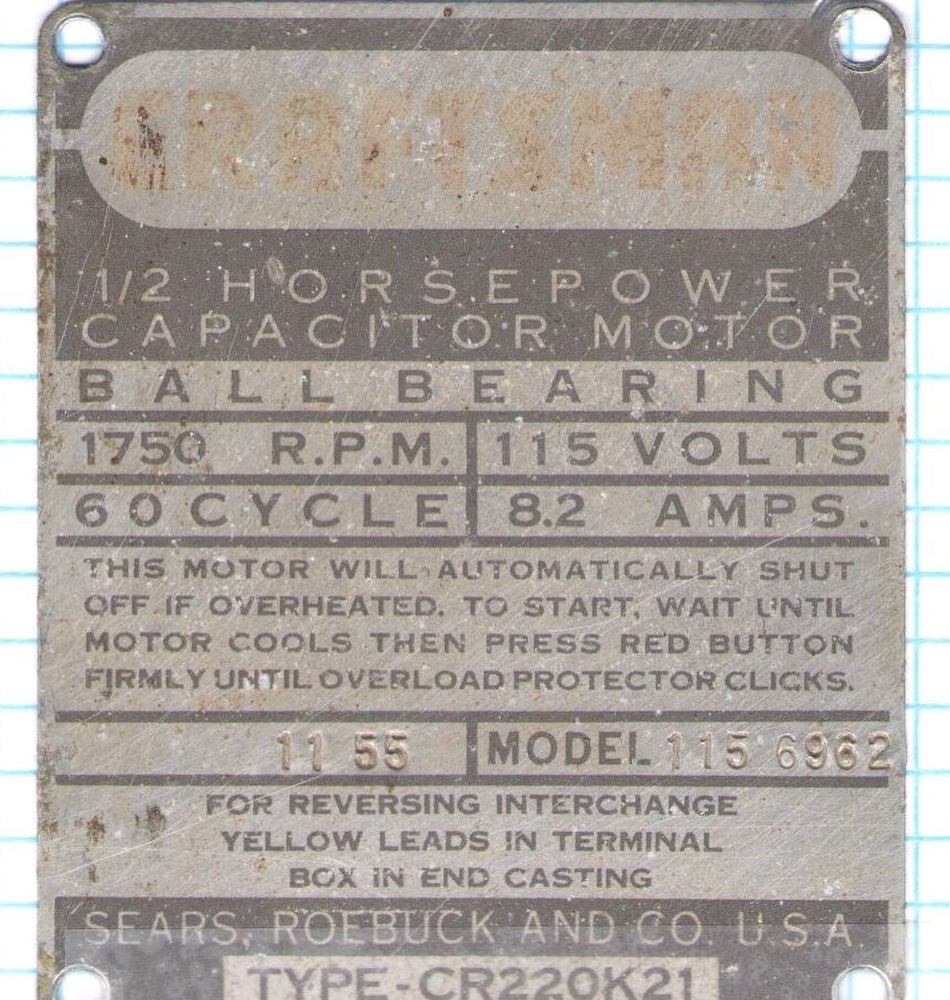 CRAFTSMAN
1/2 HORSEPOWER
CAPACITOR MOTOR
BALL BEARING
1750 R.P.M. 115 VOLTS
60 CYCLE 8.2 AMPS.
THIS MOTOR WILL AUTOMATICALLY SHUT
OFF IF OVERHEATED. TO START, WAIT UNTIL
MOTOR COOLS THEN PRESS RED BUTTON
FIRMLY UNTIL OVERLOAD PROTECTOR CLICKS.
11 55 MODEL 115 6962
FOR REVERSING INTERCHANGE
YELLOW LEADS IN TERMINAL
BOX IN END CASTING
SEARS, ROEBUCK AND CO. U.S.A.
TYPE-CR220K21